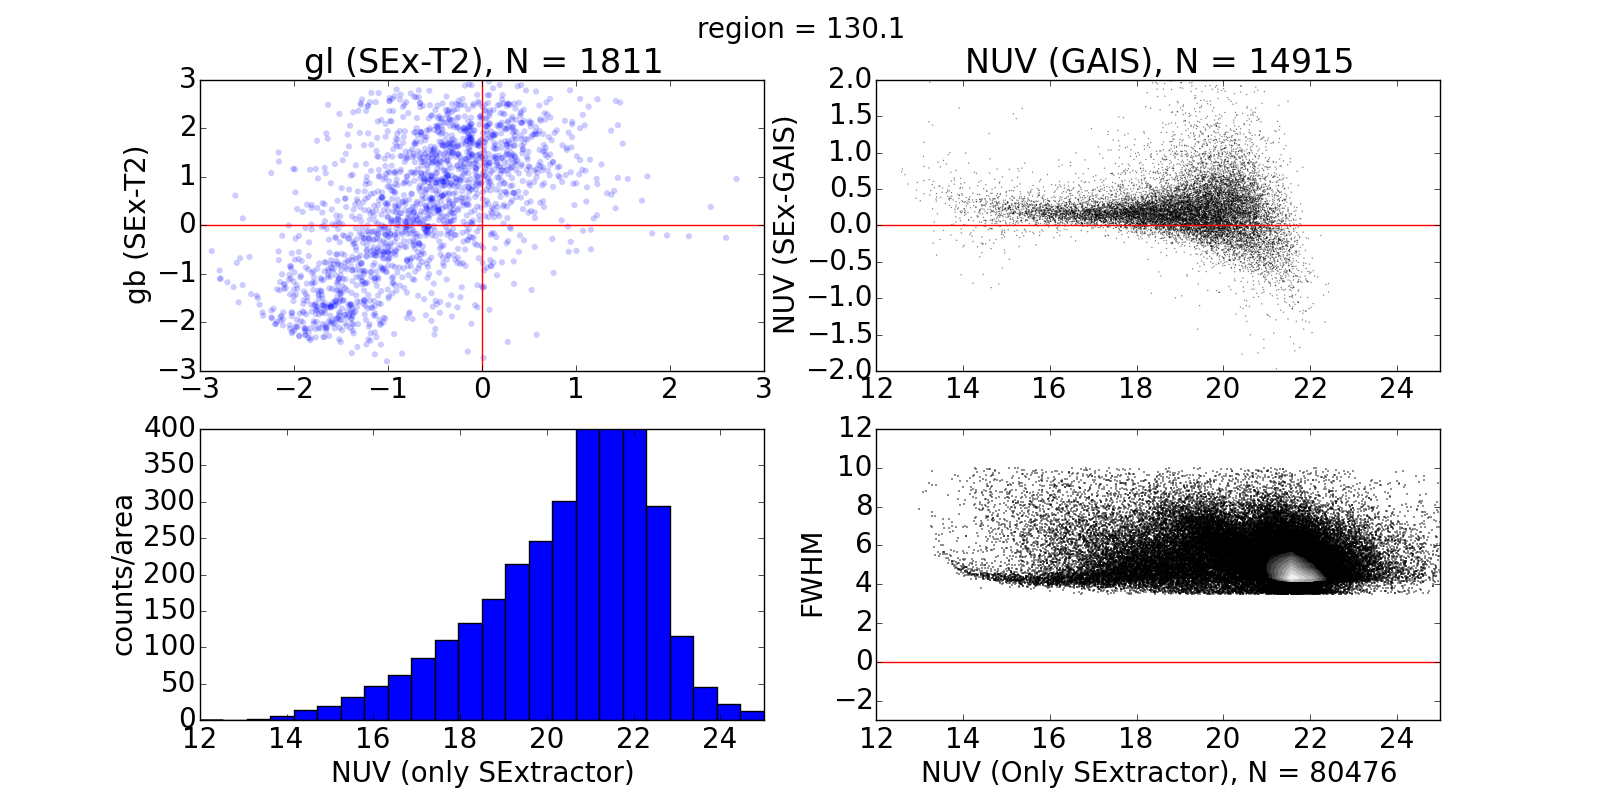 region = 130.1
gl (SEx-T2), N = 1811
NUV (GAIS), N = 14915
3
2
1
0
−1
−2
−3
gb (SEx-T2)
−3 −2 −1 0 1 2 3
2.0
1.5
1.0
0.5
0.0
−0.5
−1.0
−1.5
−2.0
NUV (SEx-GAIS)
12 14 16 18 20 22 24
400
350
300
250
200
150
100
50
0
counts/area
12 14 16 18 20 22 24
NUV (only SExtractor)
12
10
8
6
4
2
0
−2
FWHM
12 14 16 18 20 22 24
NUV (Only SExtractor), N = 80476